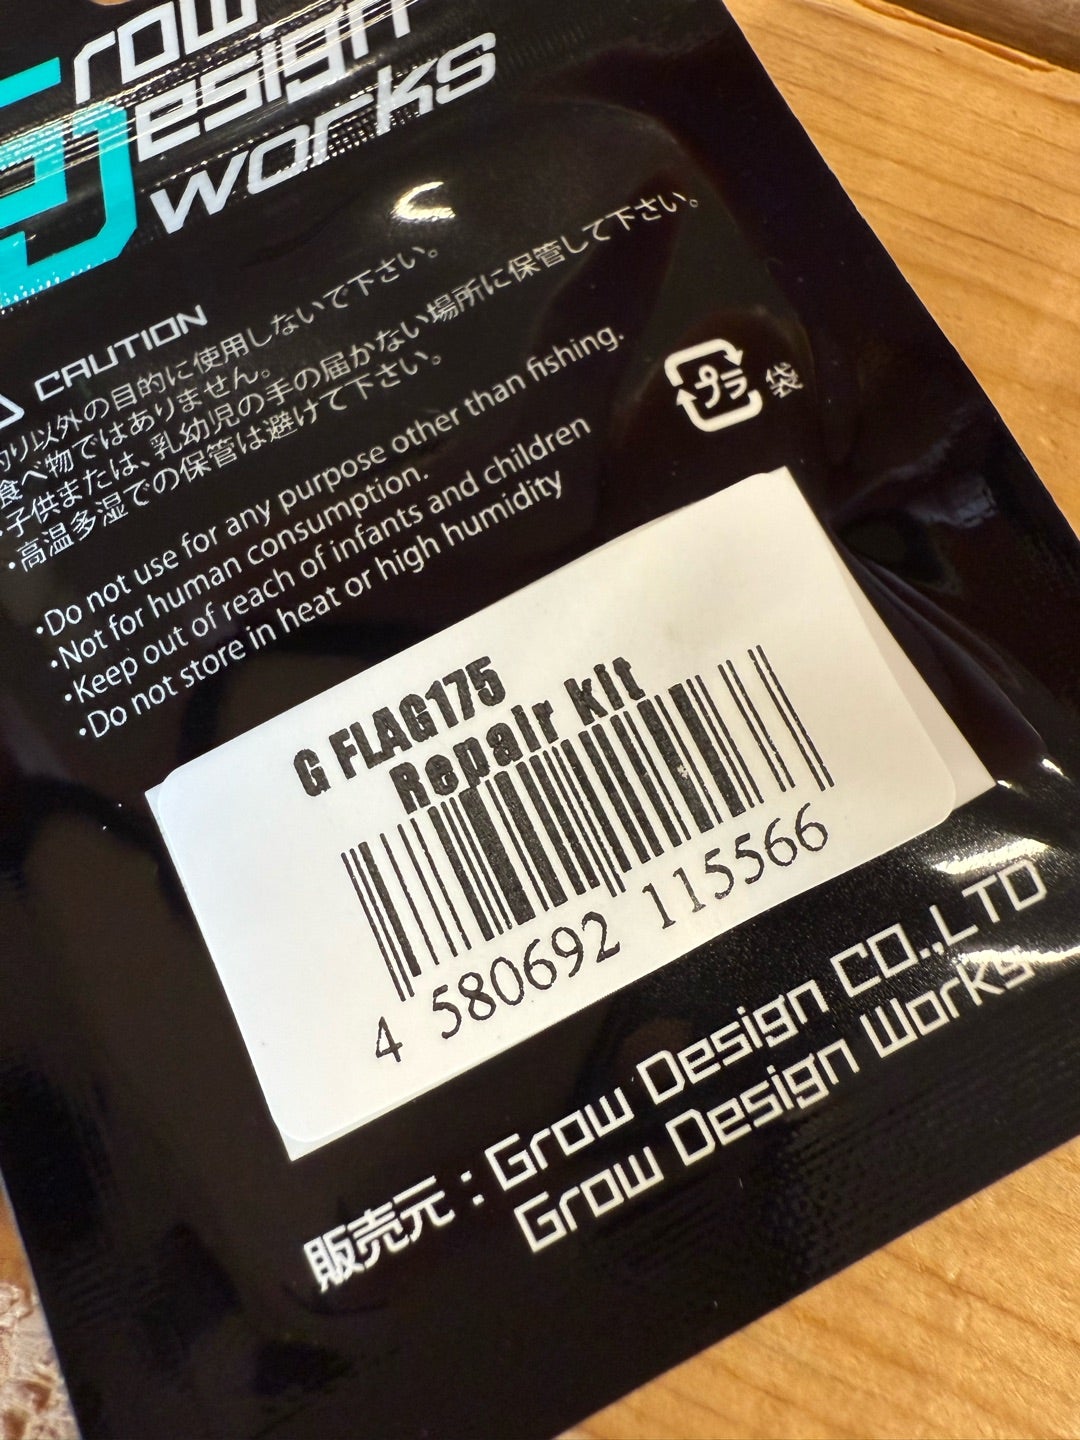 Grow
Design
works
CAUTION
釣り以外の目的に使用しないで下さい。
食べ物ではありません。
・子供または、乳幼児の手の届かない場所に保管して下さい。
・高温多湿での保管は避けて下さい。
・Do not use for any purpose other than fishing.
・Not for human consumption.
・Keep out of reach of infants and children
・Do not store in heat or high humidity
プラ
袋
G FLAG175
Repair Kit
4 580692 115566
販売元：Grow Design CO.,LTD
Grow Design Works